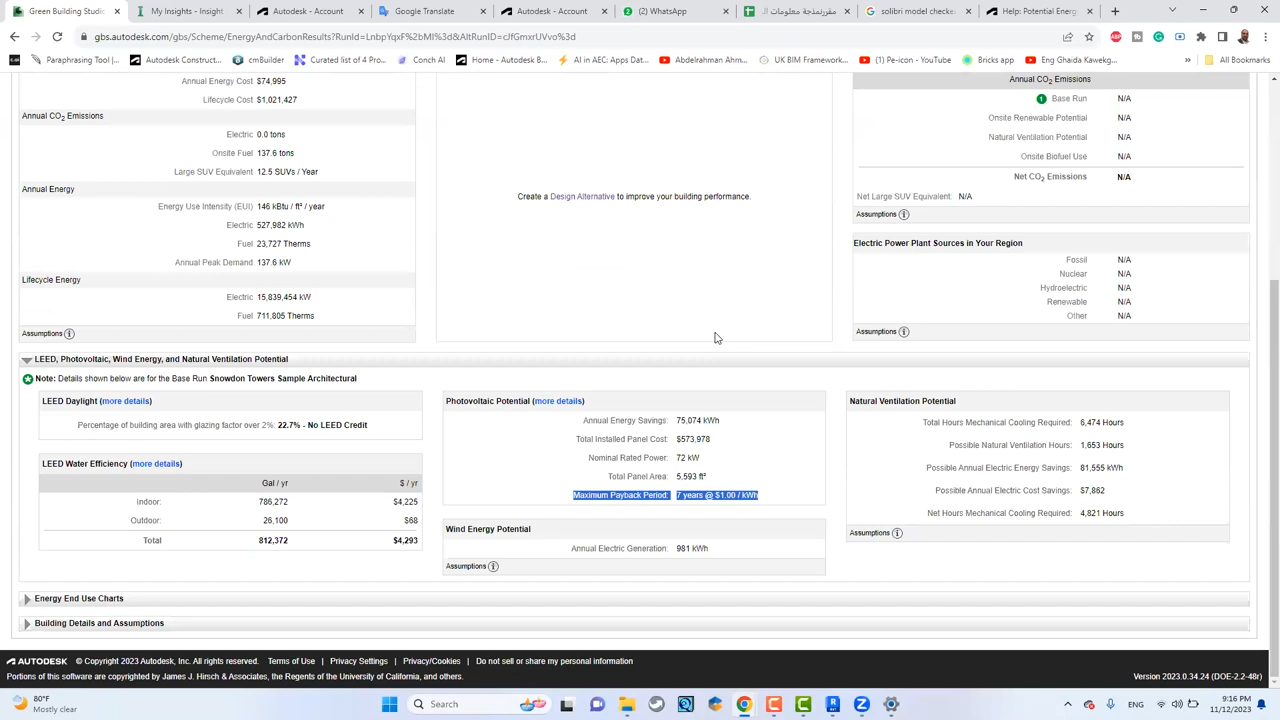 Green Building Studio
My Insights - Insight
Autodesk - Account
Google Translate
Autodesk - Account
(2) WhatsApp
مقررنمذجة معلومات الـ
solibri model checker
Help: Potential Energy
gbs.autodesk.com/gbs/Scheme/EnergyAndCarbonResults?RunId=LnbpYqxF%2bMI%3d&AltRunID=cJfGmxrUVvo%3d
Paraphrasing Tool |...
Autodesk Construct...
cmBuilder
Curated list of 4 Pro...
Conch AI
Home - Autodesk B...
AI in AEC: Apps Dat...
Abdelrahman Ahm...
UK BIM Framework...
(1) Pe-icon - YouTube
Bricks app
Eng Ghaida Kawekg...
All Bookmarks
Annual Energy Cost $74,995
Lifecycle Cost $1,021,427
Annual CO2 Emissions
Electric 0.0 tons
Onsite Fuel 137.6 tons
Large SUV Equivalent 12.5 SUVs / Year
Annual Energy
Energy Use Intensity (EUI) 146 kBtu / ft² / year
Electric 527,982 kWh
Fuel 23,727 Therms
Annual Peak Demand 137.6 kW
Lifecycle Energy
Electric 15,839,454 kW
Fuel 711,805 Therms
Assumptions
Create a Design Alternative to improve your building performance.
Annual CO2 Emissions
1 Base Run N/A
Onsite Renewable Potential N/A
Natural Ventilation Potential N/A
Onsite Biofuel Use N/A
Net CO2 Emissions N/A
Net Large SUV Equivalent: N/A
Assumptions
Electric Power Plant Sources in Your Region
Fossil N/A
Nuclear N/A
Hydroelectric N/A
Renewable N/A
Other N/A
Assumptions
LEED, Photovoltaic, Wind Energy, and Natural Ventilation Potential
Note: Details shown below are for the Base Run Snowdon Towers Sample Architectural
LEED Daylight (more details)
Percentage of building area with glazing factor over 2%: 22.7% - No LEED Credit
LEED Water Efficiency (more details)
Gal / yr $ / yr
Indoor: 786,272 $4,225
Outdoor: 26,100 $68
Total 812,372 $4,293
Photovoltaic Potential (more details)
Annual Energy Savings: 75,074 kWh
Total Installed Panel Cost: $573,978
Nominal Rated Power: 72 kW
Total Panel Area: 5,593 ft²
Maximum Payback Period: 7 years @ $1.00 / kWh
Wind Energy Potential
Annual Electric Generation: 981 kWh
Assumptions
Natural Ventilation Potential
Total Hours Mechanical Cooling Required: 6,474 Hours
Possible Natural Ventilation Hours: 1,653 Hours
Possible Annual Electric Energy Savings: 81,555 kWh
Possible Annual Electric Cost Savings: $7,862
Net Hours Mechanical Cooling Required: 4,821 Hours
Assumptions
Energy End Use Charts
Building Details and Assumptions
AUTODESK © Copyright 2023 Autodesk, Inc. All rights reserved. Terms of Use | Privacy Settings | Privacy/Cookies | Do not sell or share my personal information
Portions of this software are copyrighted by James J. Hirsch & Associates, the Regents of the University of California, and others. Version 2023.0.34.24 (DOE-2.2-48r)
80°F
Mostly clear
Search
ENG
9:16 PM
11/12/2023